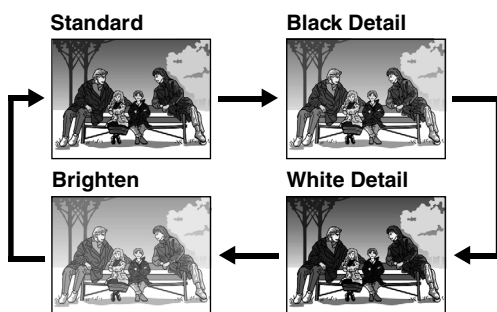 Standard
Black Detail
Brighten
White Detail